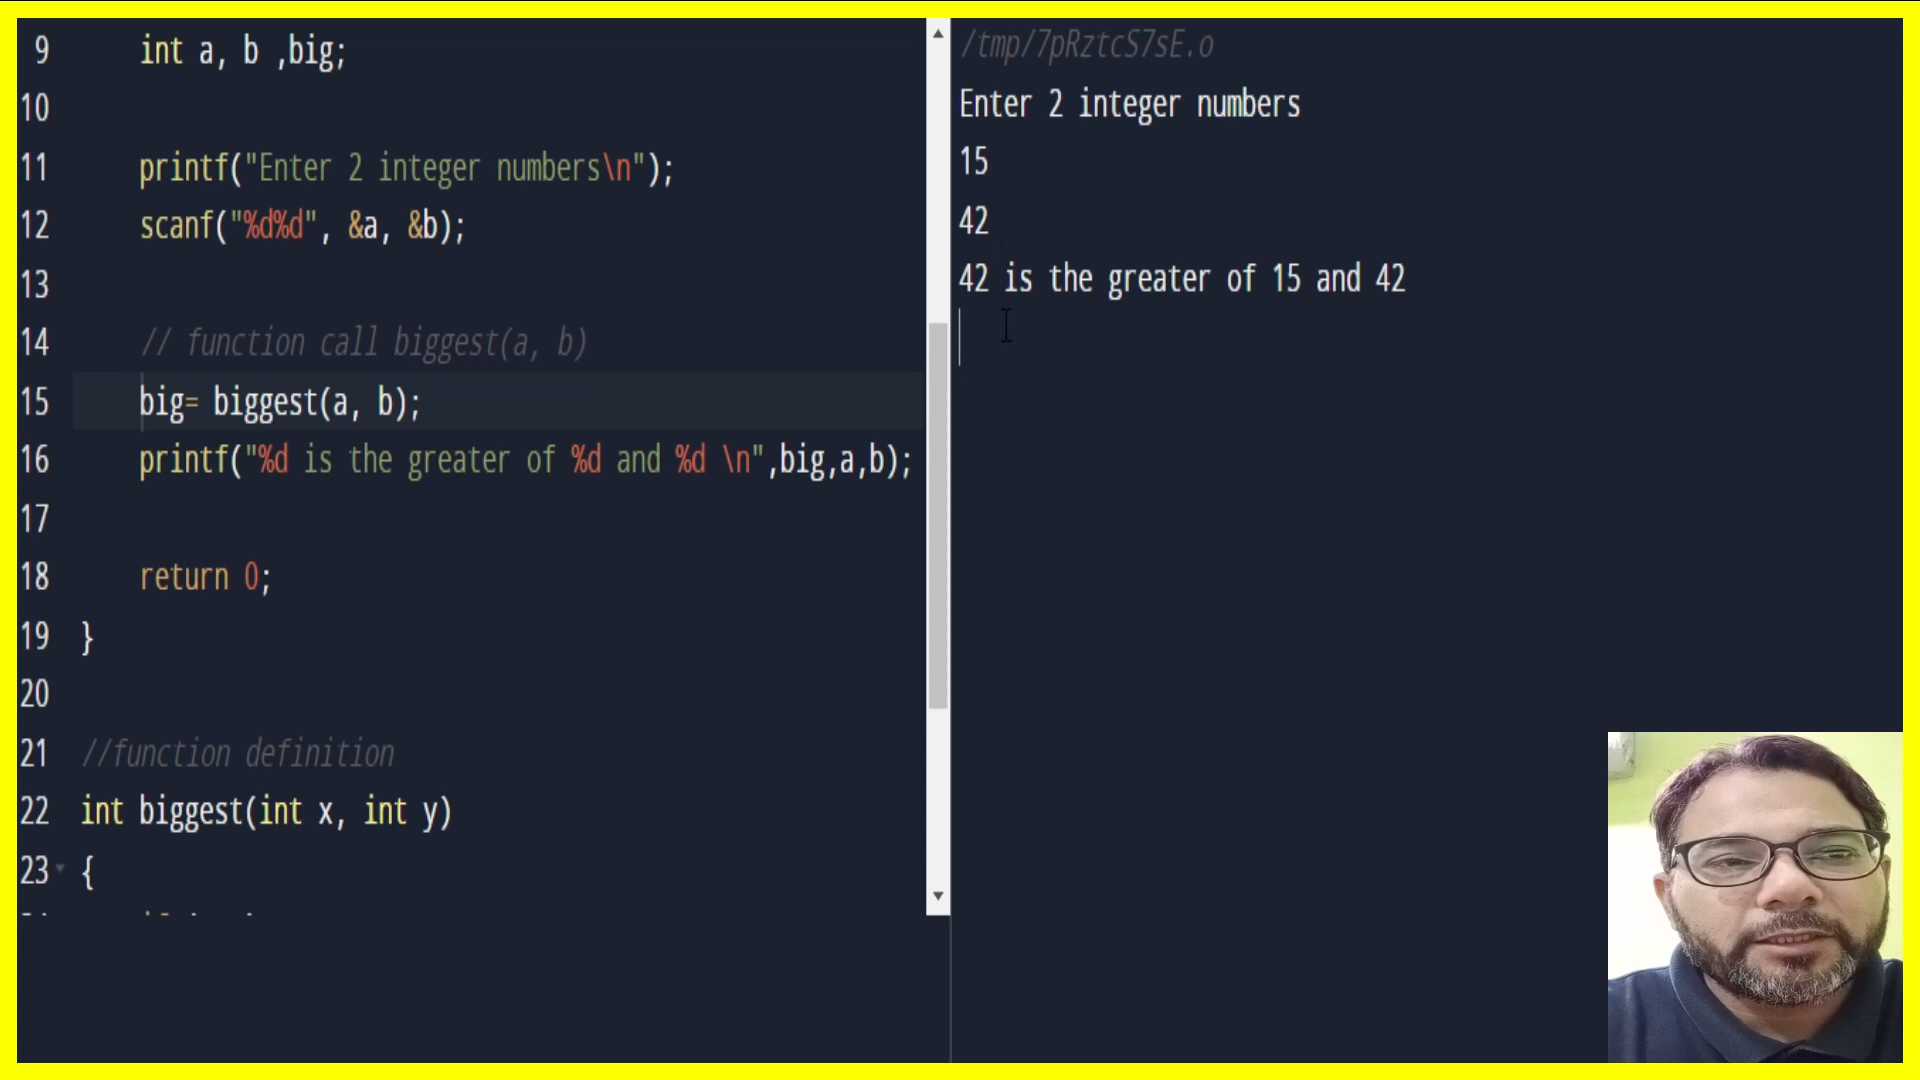 9 int a, b ,big;
10
11 printf("Enter 2 integer numbers\n");
12 scanf("%d%d", &a, &b);
13
14 // function call biggest(a, b)
15 big= biggest(a, b);
16 printf("%d is the greater of %d and %d \n",big,a,b);
17
18 return 0;
19 }
20
21 //function definition
22 int biggest(int x, int y)
23 {
/tmp/7pRztcS7sE.o
Enter 2 integer numbers
15
42
42 is the greater of 15 and 42